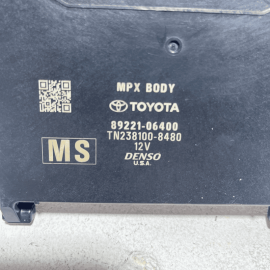 MPX BODY
TOYOTA
89221-06400
TN238100-8480
12V
MS
DENSO
U.S.A.